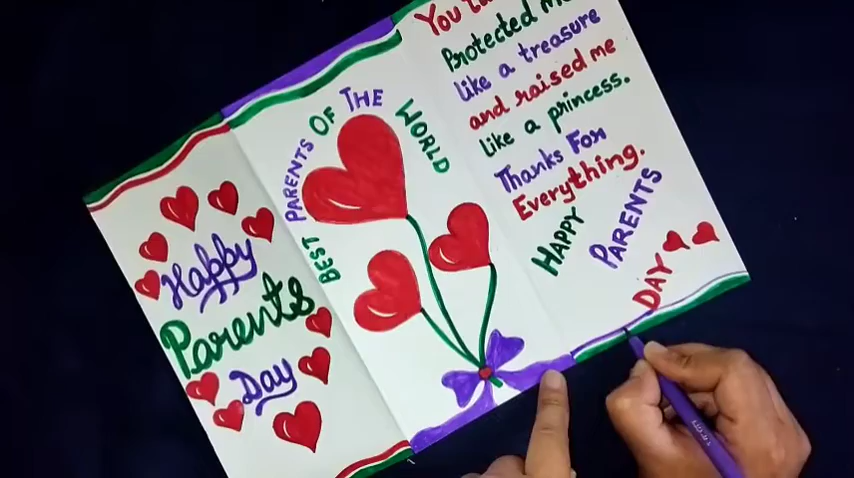 Happy
Parents
Day
BEST PARENTS OF THE WORLD
You
Protected me
like a treasure
and raised me
like a princess.
Thanks For
Everything.
HAPPY
PARENTS
DAY